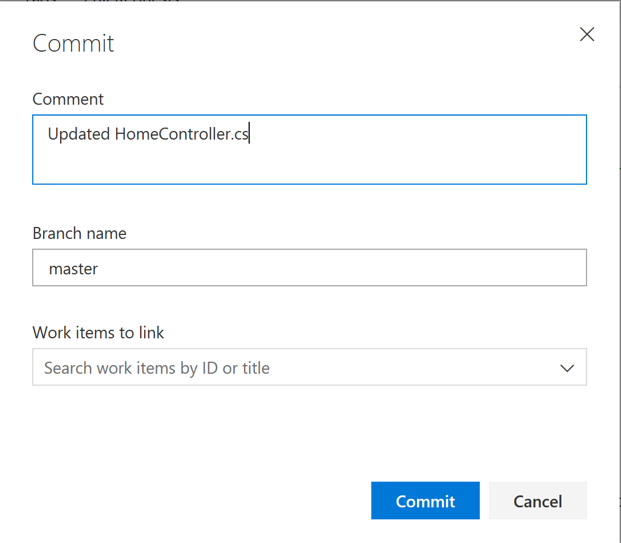 Commit
Comment
Updated HomeController.cs
Branch name
master
Work items to link
Search work items by ID or title
Commit
Cancel